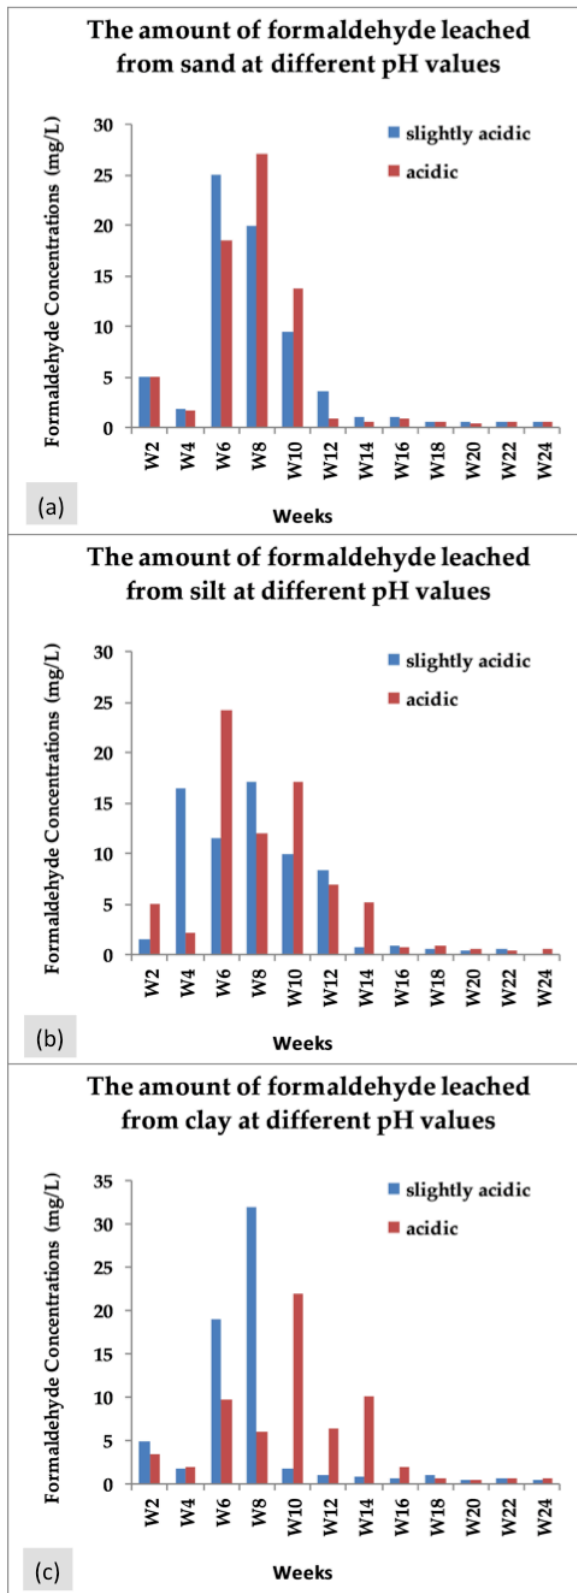 The amount of formaldehyde leached
from sand at different pH values
Formaldehyde Concentrations (mg/L)
30
25
20
15
10
5
0
slightly acidic
acidic
W2 W4 W6 W8 W10 W12 W14 W16 W18 W20 W22 W24
Weeks
(a)
The amount of formaldehyde leached
from silt at different pH values
Formaldehyde Concentrations (mg/L)
30
25
20
15
10
5
0
slightly acidic
acidic
W2 W4 W6 W8 W10 W12 W14 W16 W18 W20 W22 W24
Weeks
(b)
The amount of formaldehyde leached
from clay at different pH values
Formaldehyde Concentrations (mg/L)
35
30
25
20
15
10
5
0
slightly acidic
acidic
W2 W4 W6 W8 W10 W12 W14 W16 W18 W20 W22 W24
Weeks
(c)